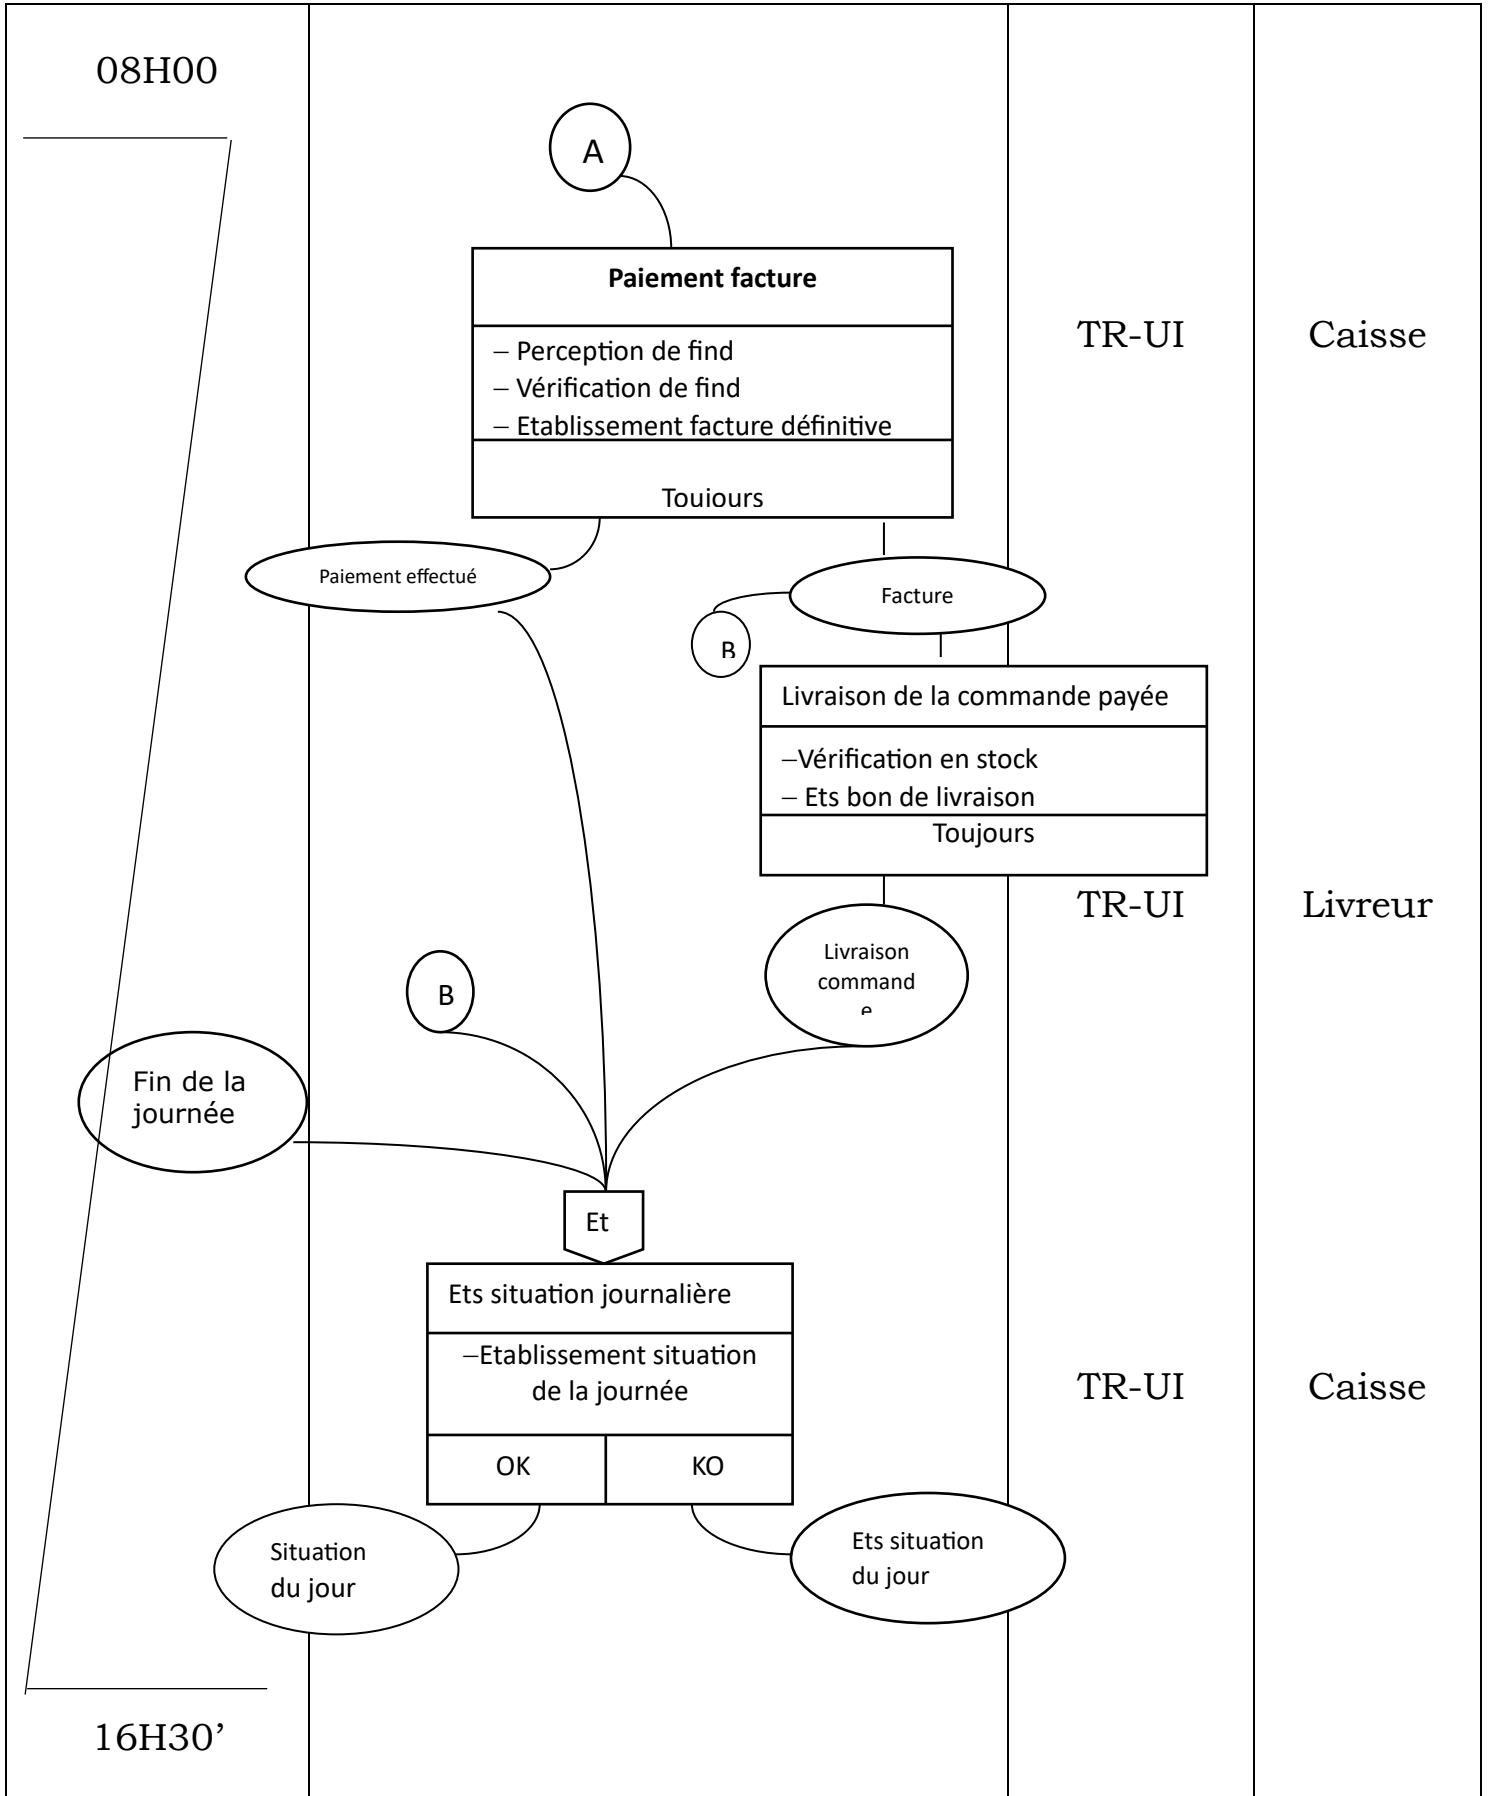 08H00
A
Paiement facture
– Perception de find
– Vérification de find
– Etablissement facture définitive
TR-UI
Caisse
Toujours
Paiement effectué
Facture
B
Livraison de la commande payée
–Vérification en stock
– Ets bon de livraison
Toujours
TR-UI
Livreur
Livraison
command
e
B
Fin de la
journée
Et
Ets situation journalière
–Etablissement situation
de la journée
TR-UI
Caisse
OK
KO
Situation
du jour
Ets situation
du jour
16H30’